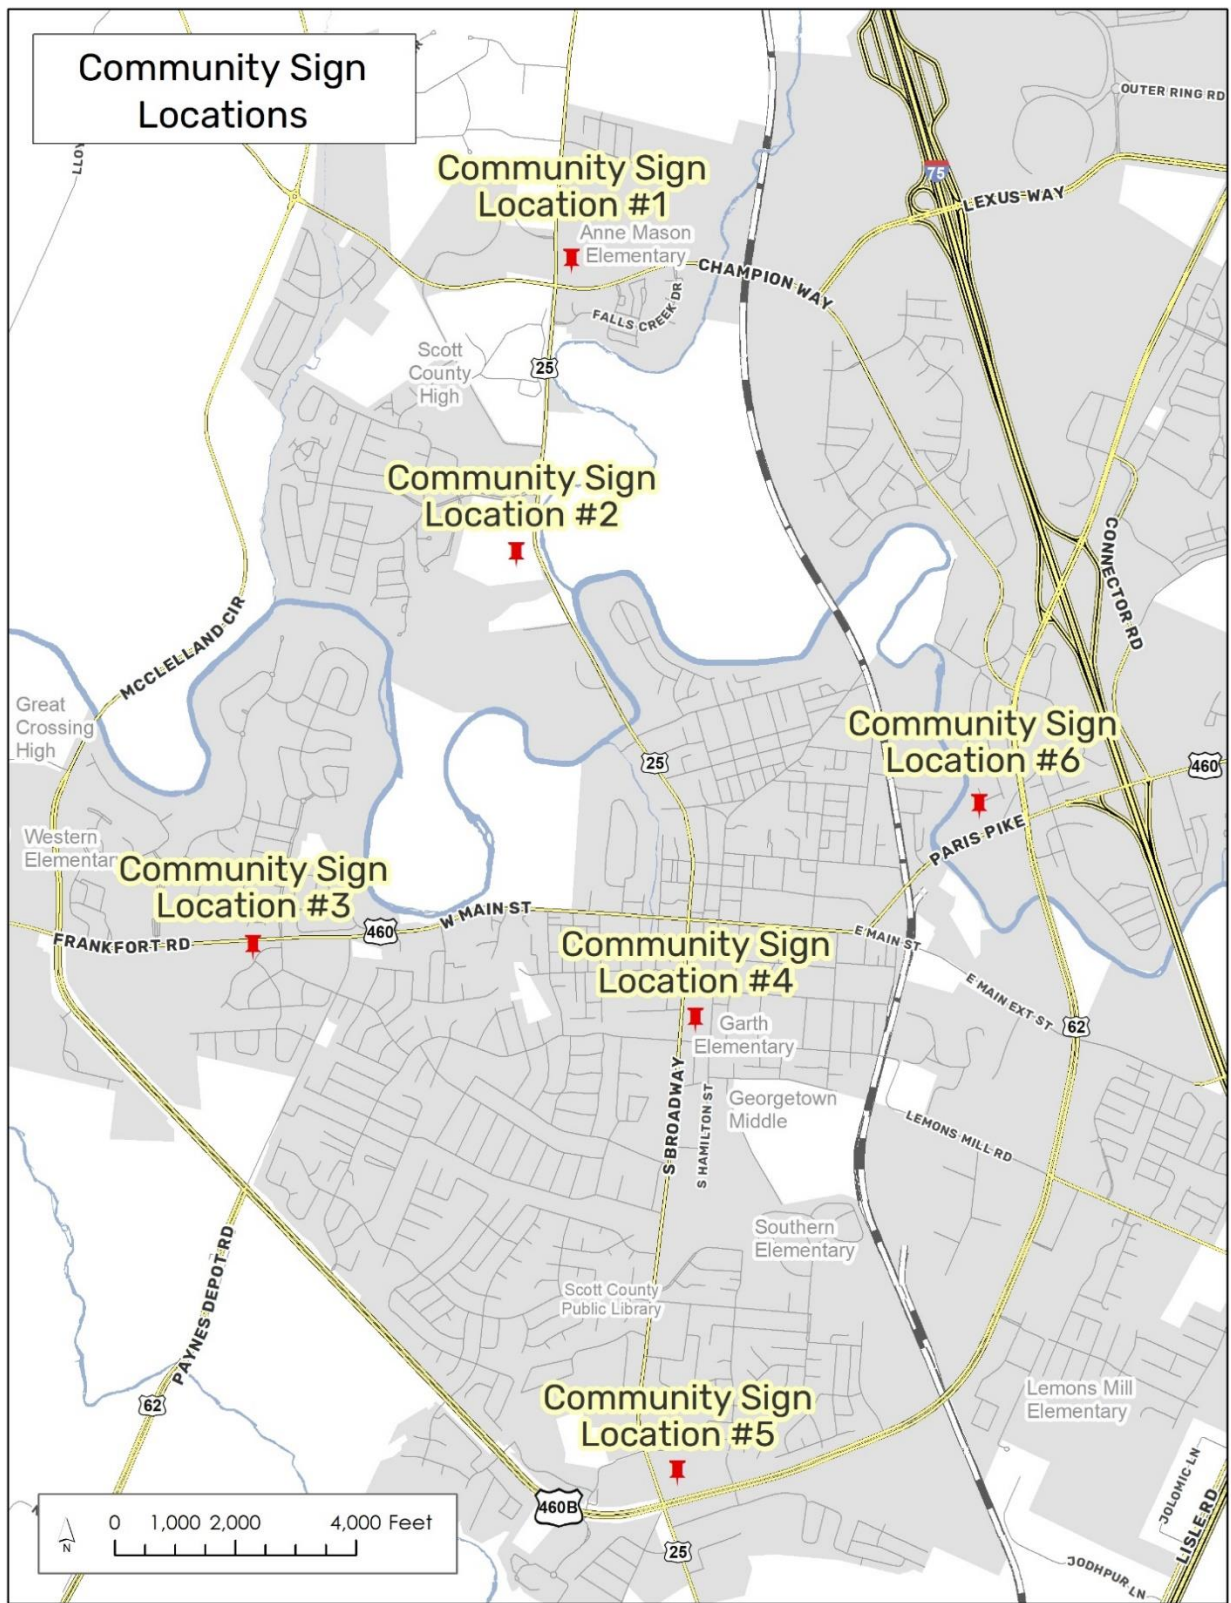 Community Sign
Locations
OUTER RING RD
75
LEXUS WAY
Community Sign
Location #1
Anne Mason
Elementary
CHAMPION WAY
FALLS CREEK DR
Scott
County
High
25
Community Sign
Location #2
CONNECTOR RD
MCCLELLAND CIR
Great
Crossing
High
Community Sign
Location #6
25
460
PARIS PIKE
Western
Elementar
Community Sign
Location #3
W MAIN ST
460
FRANKFORT RD
E MAIN ST
Community Sign
Location #4
E MAIN EXT ST
62
Garth
Elementary
S BROADWAY
S HAMILTON ST
Georgetown
Middle
LEMONS MILL RD
Southern
Elementary
PAYNES DEPOT RD
Scott County
Public Library
62
Community Sign
Location #5
Lemons Mill
Elementary
JOLOMIC LN
LISLE RD
460B
25
JODHPUR LN
0 1,000 2,000 4,000 Feet
N